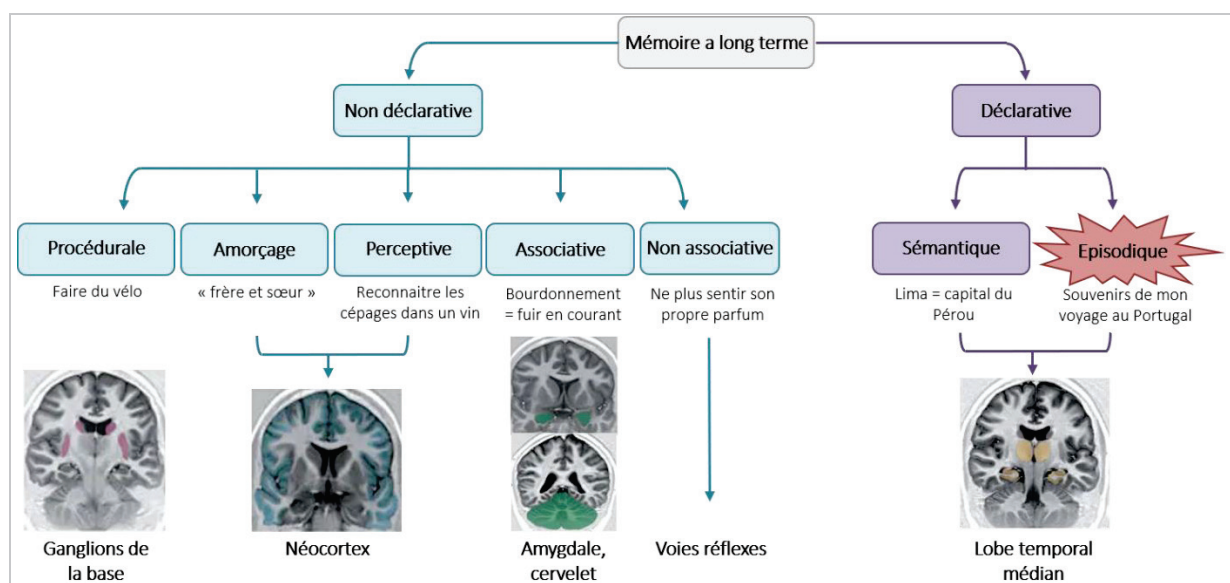 Mémoire a long terme
Non déclarative
Déclarative
Procédurale
Amorçage
Perceptive
Associative
Non associative
Sémantique
Episodique
Faire du vélo
« frère et sœur »
Reconnaitre les
cépages dans un vin
Bourdonnement
= fuir en courant
Ne plus sentir son
propre parfum
Lima = capital du
Pérou
Souvenirs de mon
voyage au Portugal
Ganglions de
la base
Néocortex
Amygdale,
cervelet
Voies réflexes
Lobe temporal
médian